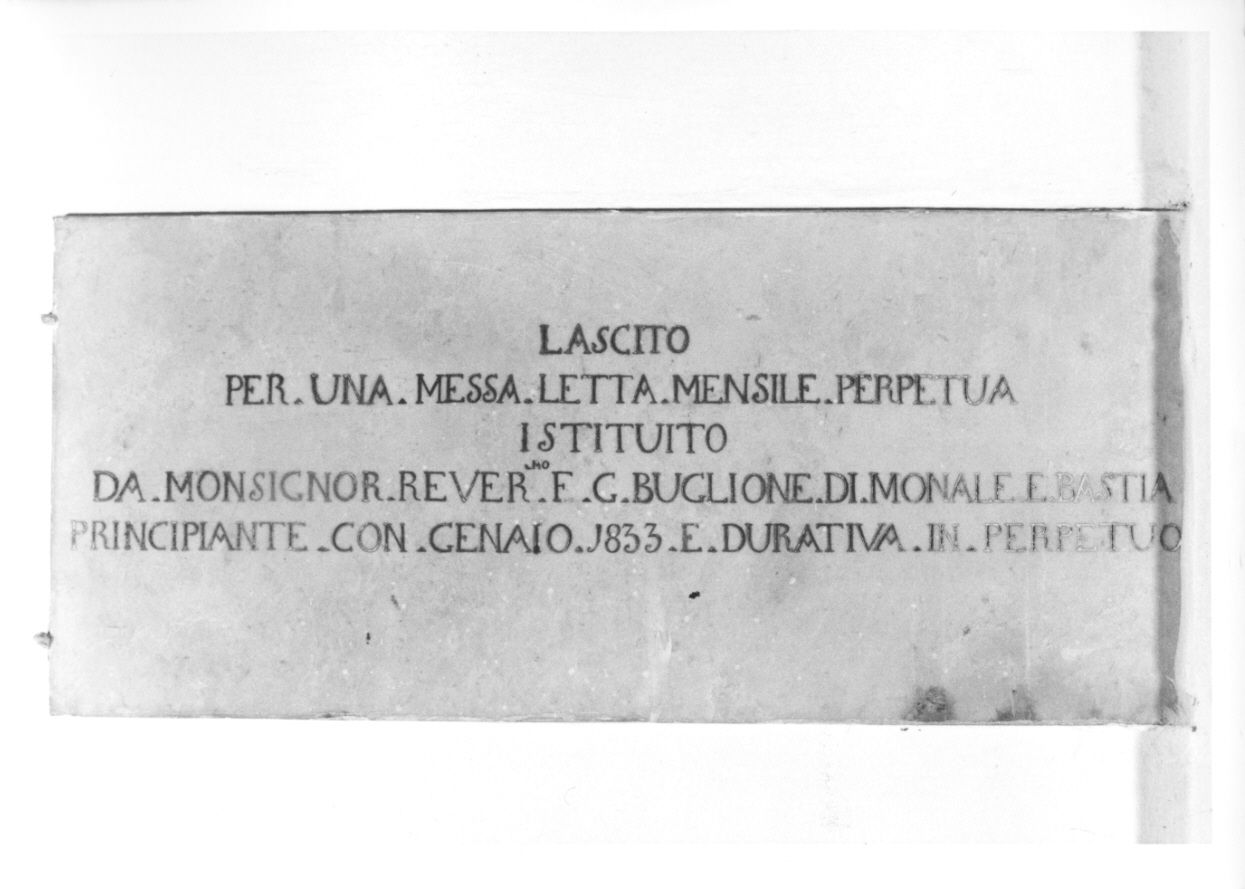 LASCITO
PER.UNA.MESSA.LETTA.MENSILE.PERPETUA
ISTITUITO
DA.MONSIGNOR.REVER.MO F.G.BUGLIONE.DI.MONALE.E.BASTIA
PRINCIPIANTE.CON.GENAIO.1833.E.DURATIVA.IN.PERPETUO